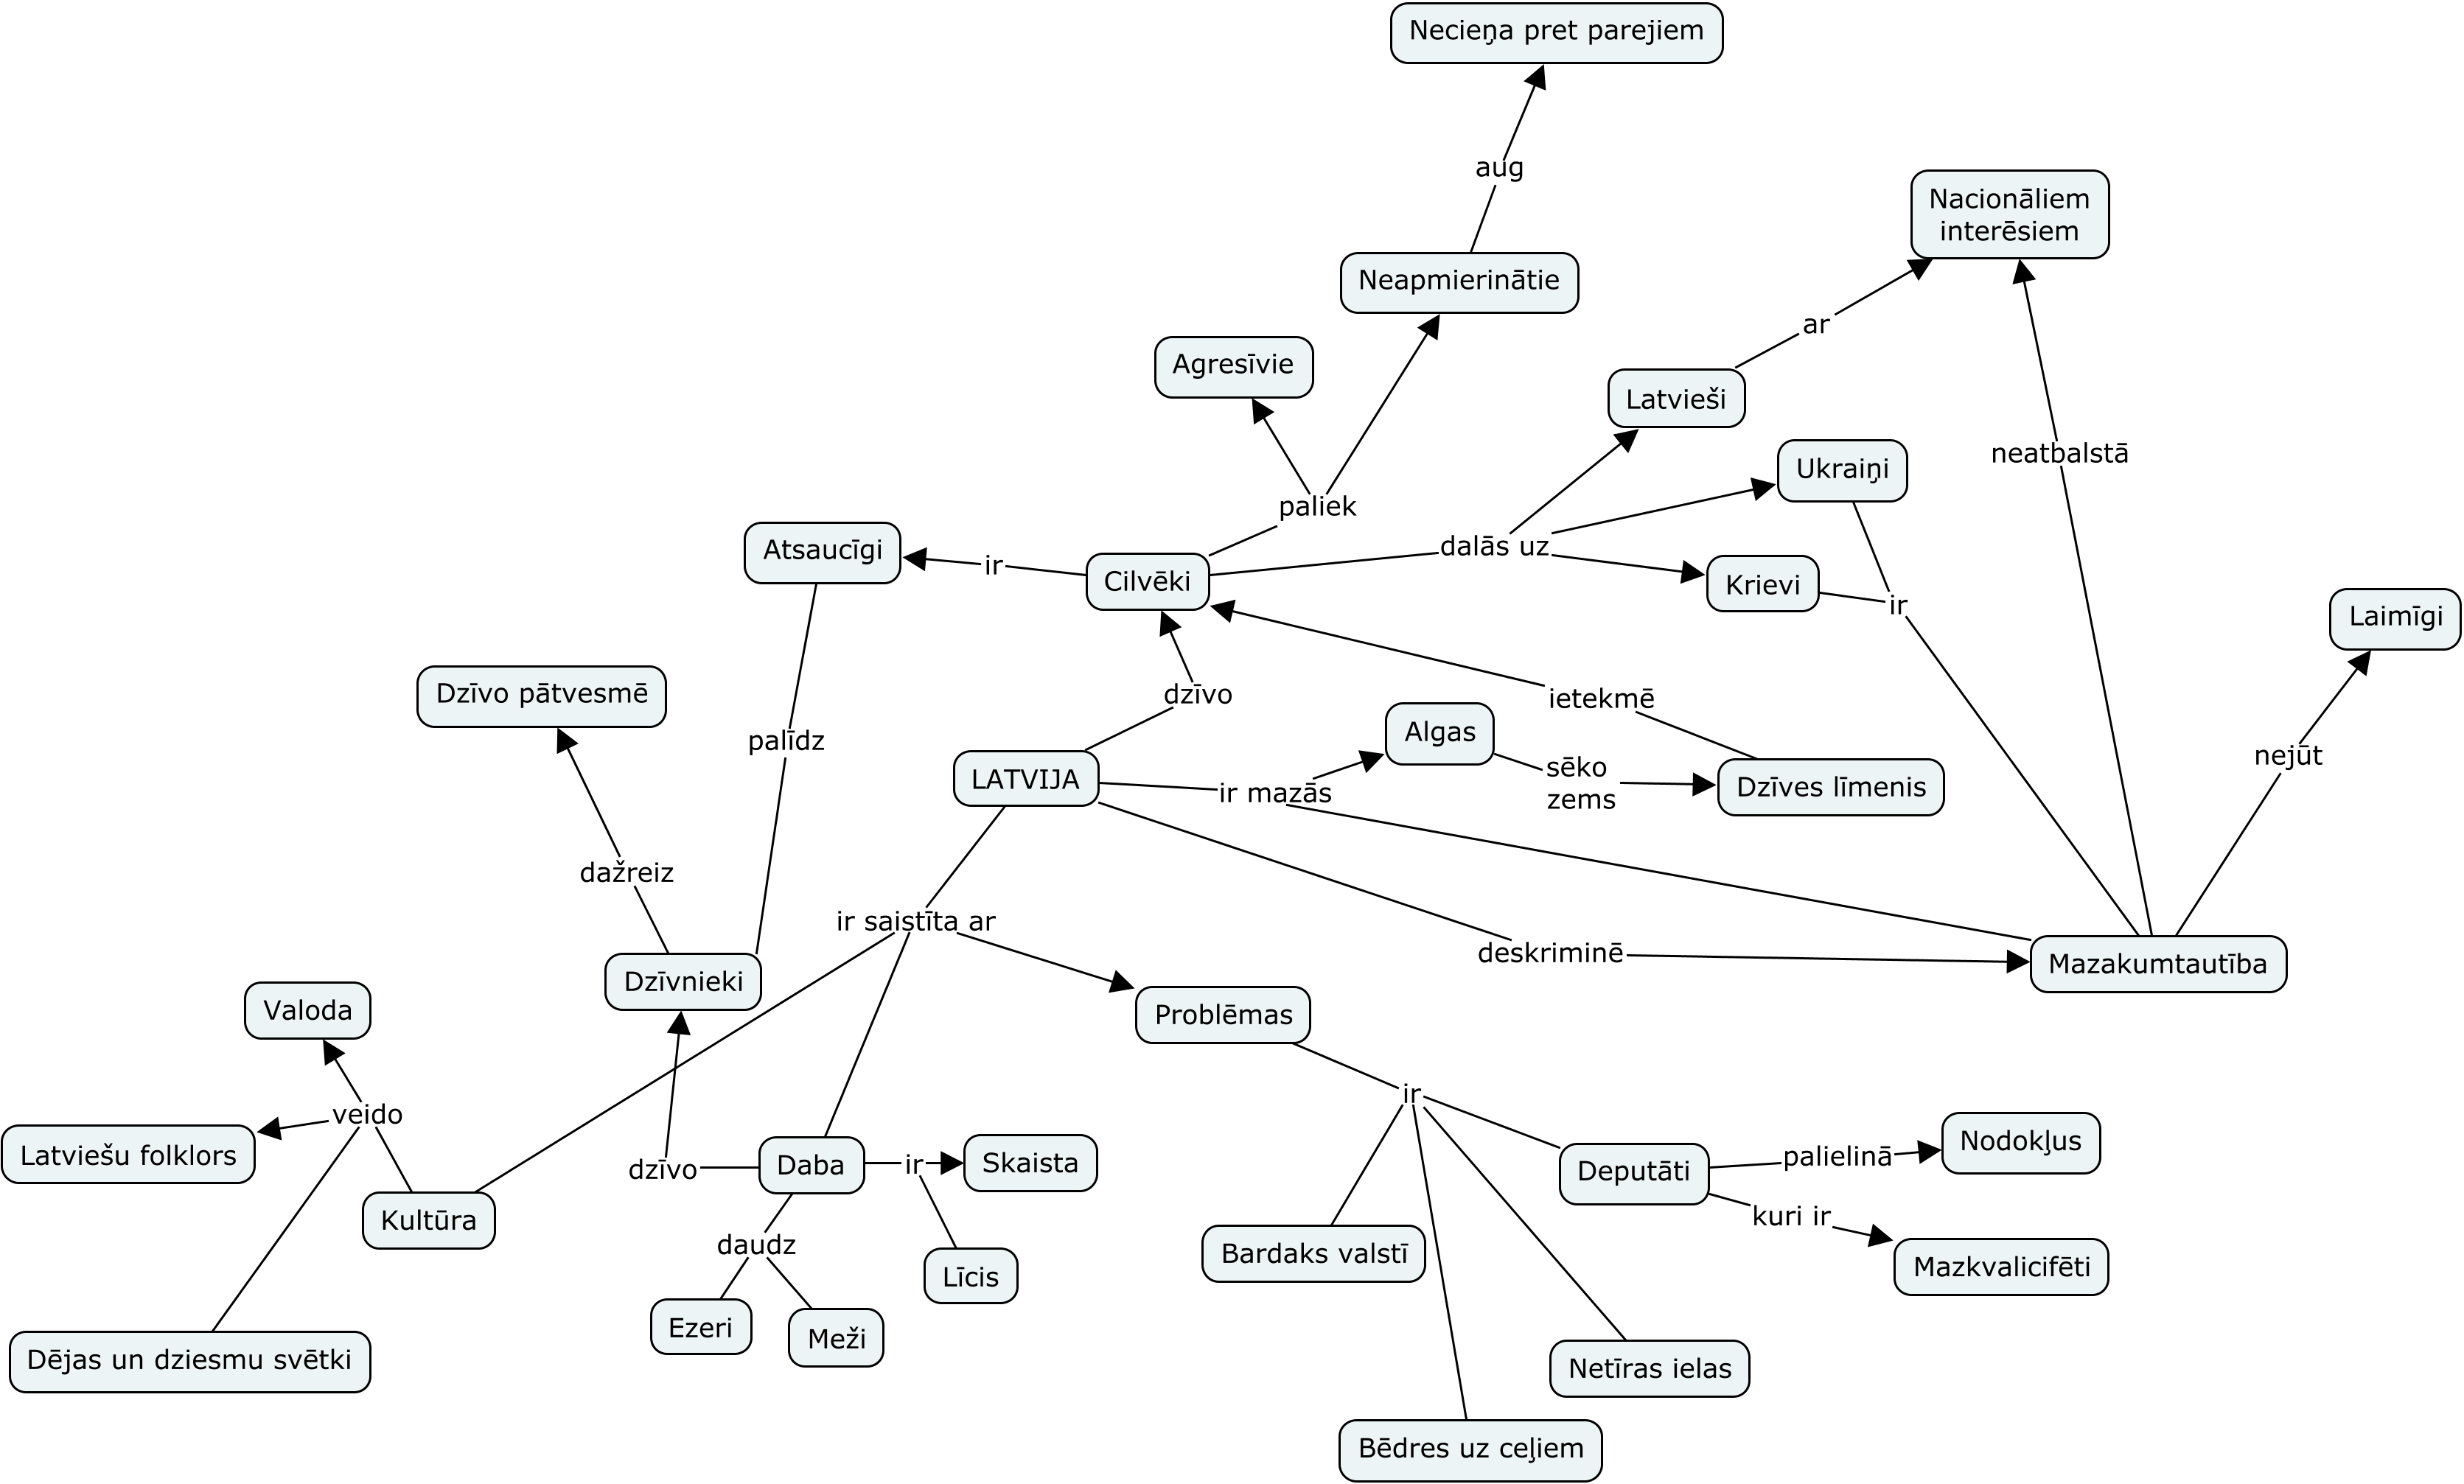 Necieņa pret parejiem
aug
Nacionāliem
interēsiem
Neapmierinātie
ar
Agresīvie
Latvieši
neatbalstā
Ukraiņi
paliek
Atsaucīgi
ir
dalās uz
Cilvēki
Krievi
ir
Laimīgi
Dzīvo pātvesmē
dzīvo
ietekmē
palīdz
Algas
nejūt
LATVIJA
ir mazās
sēko
zems
Dzīves līmenis
dažreiz
ir saistīta ar
deskriminē
Mazakumtautība
Dzīvnieki
Valoda
Problēmas
veido
ir
Latviešu folklors
dzīvo
Daba
ir
Skaista
Deputāti
palielinā
Nodokļus
Kultūra
kuri ir
daudz
Bardaks valstī
Mazkvalicifēti
Līcis
Ezeri
Meži
Dējas un dziesmu svētki
Netīras ielas
Bēdres uz ceļiem